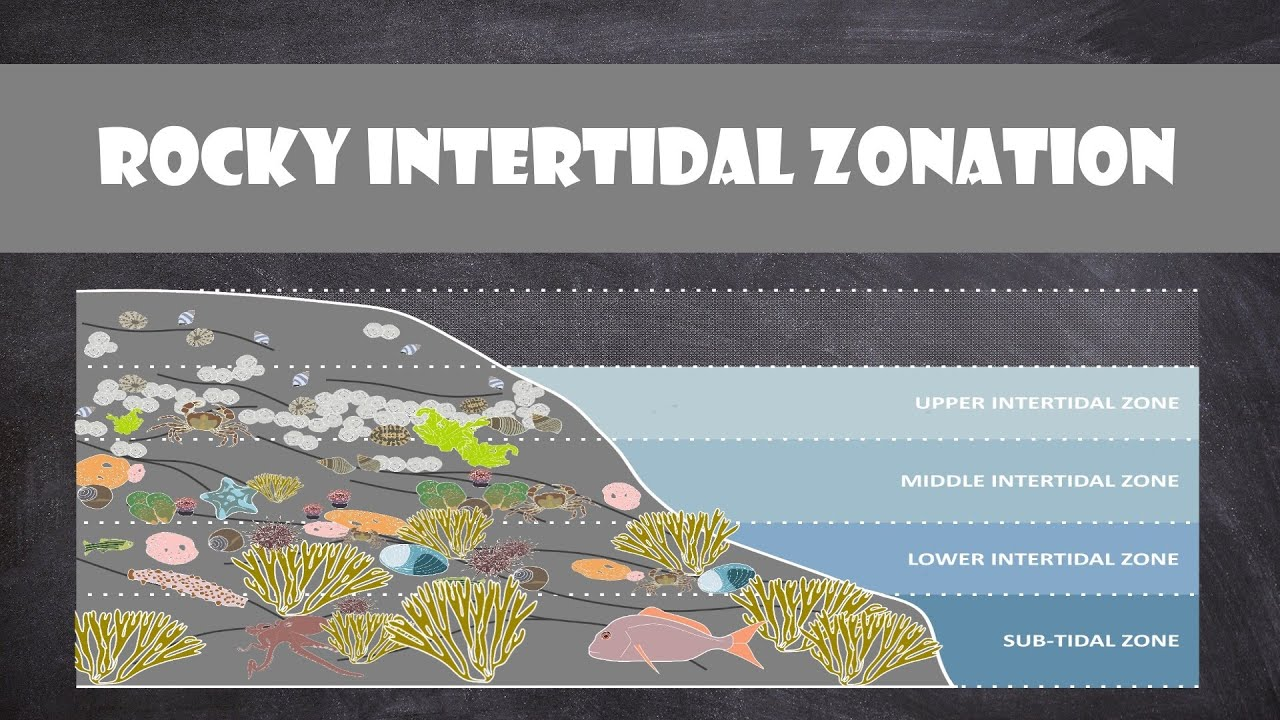 ROCKY INTERTIDAL ZONATION
UPPER INTERTIDAL ZONE
MIDDLE INTERTIDAL ZONE
LOWER INTERTIDAL ZONE
SUB-TIDAL ZONE